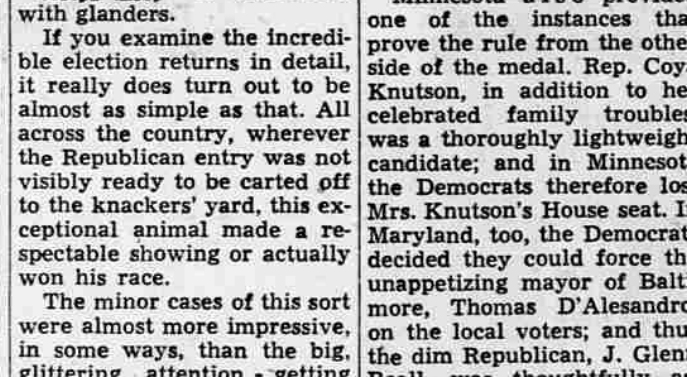 with glanders.
If you examine the incredi-
ble election returns in detail,
it really does turn out to be
almost as simple as that. All
across the country, wherever
the Republican entry was not
visibly ready to be carted off
to the knackers' yard, this ex-
ceptional animal made a re-
spectable showing or actually
won his race.
The minor cases of this sort
were almost more impressive,
in some ways, than the big,
glittering attention-getting
one of the instances tha
prove the rule from the othe
side of the medal. Rep. Coy
Knutson, in addition to he
celebrated family troubles
was a thoroughly lightweigh
candidate; and in Minnesot
the Democrats therefore los
Mrs. Knutson's House seat. I
Maryland, too, the Democrat
decided they could force th
unappetizing mayor of Balt
more, Thomas D'Alesandro
on the local voters; and thu
the dim Republican, J. Glen